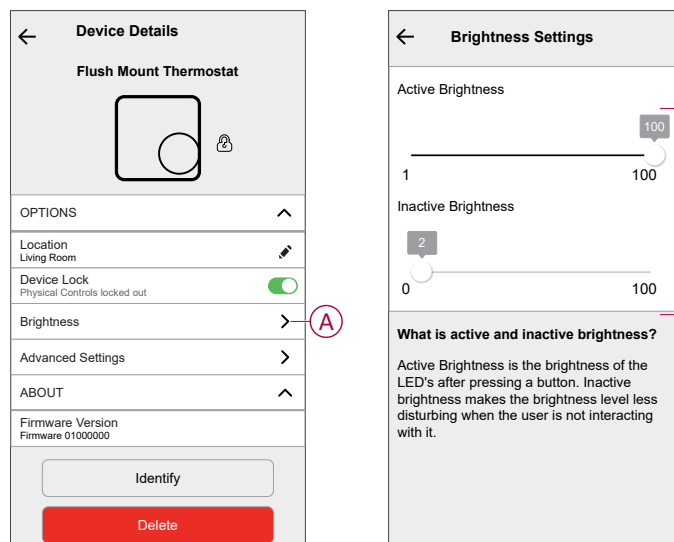 Device Details
Flush Mount Thermostat
OPTIONS
Location
Living Room
Device Lock
Physical Controls locked out
Brightness
A
Advanced Settings
ABOUT
Firmware Version
Firmware 01000000
Identify
Delete
Brightness Settings
Active Brightness
100
1 100
Inactive Brightness
2
0 100
What is active and inactive brightness?
Active Brightness is the brightness of the
LED's after pressing a button. Inactive
brightness makes the brightness level less
disturbing when the user is not interacting
with it.